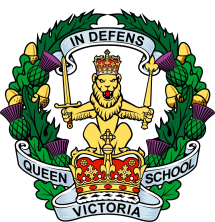 IN DEFENS
QUEEN
VICTORIA
SCHOOL